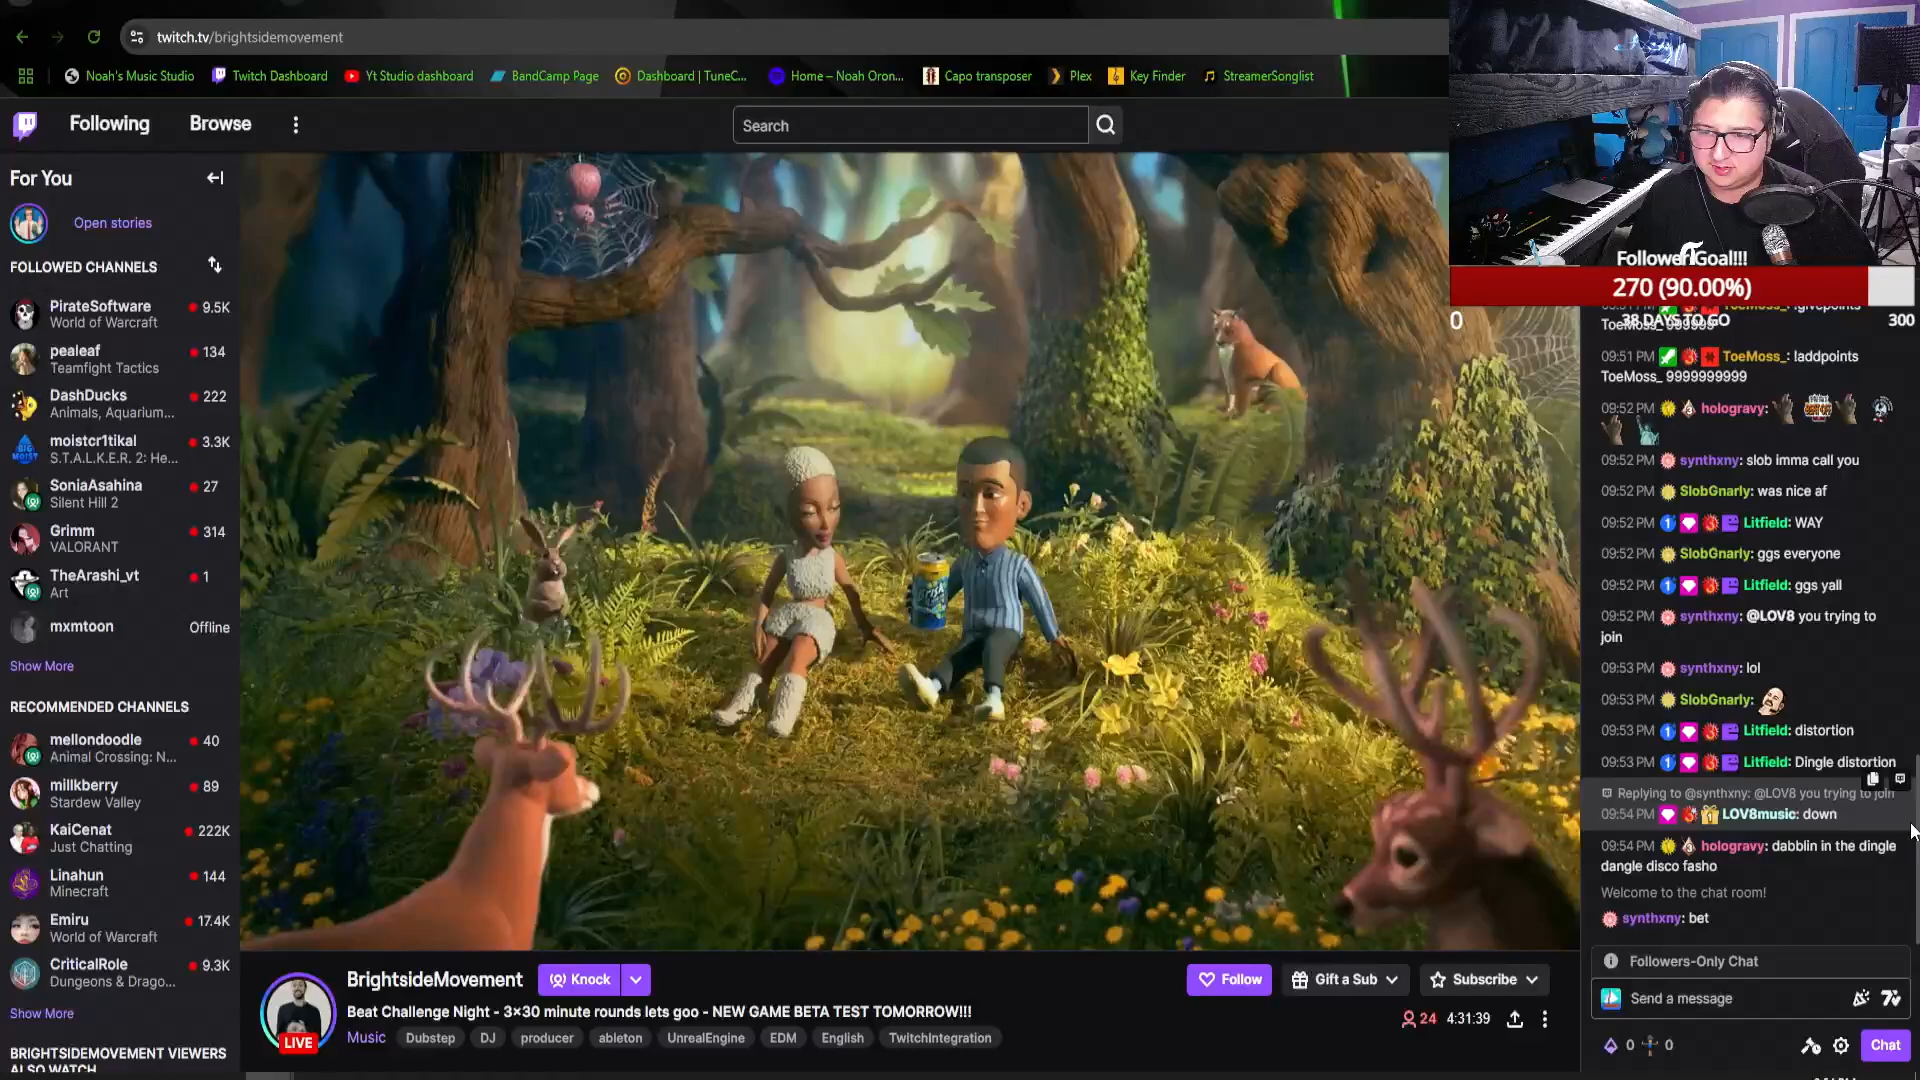 twitch.tv/brightsidemovement
Noah's Music Studio
Twitch Dashboard
Yt Studio dashboard
BandCamp Page
Dashboard | TuneC...
Home – Noah Oron...
Capo transposer
Plex
Key Finder
StreamerSonglist
Following
Browse
Search
For You
Open stories
FOLLOWED CHANNELS
PirateSoftware
9.5K
World of Warcraft
pealeaf
134
Teamfight Tactics
DashDucks
222
Animals, Aquarium...
moistcr1tikal
3.3K
S.T.A.L.K.E.R. 2: He...
SoniaAsahina
27
Silent Hill 2
Grimm
314
VALORANT
TheArashi_vt
1
Art
mxmtoon
Offline
Show More
RECOMMENDED CHANNELS
mellondoodle
40
Animal Crossing: N...
millkberry
89
Stardew Valley
KaiCenat
222K
Just Chatting
Linahun
144
Minecraft
Emiru
17.4K
World of Warcraft
CriticalRole
9.3K
Dungeons & Drago...
Show More
BRIGHTSIDEMOVEMENT VIEWERS
ALSO WATCH
LIVE
BrightsideMovement
Knock
Beat Challenge Night - 3×30 minute rounds lets goo - NEW GAME BETA TEST TOMORROW!!!
Music
Dubstep
DJ
producer
ableton
UnrealEngine
EDM
English
TwitchIntegration
Follow
Gift a Sub
Subscribe
24
4:31:39
Follower Goal!!!
270 (90.00%)
0
38 DAYS TO GO
300
ToeMoss_ 999999
09:51 PM ToeMoss_: !addpoints
ToeMoss_ 9999999999
09:52 PM hologravy:
09:52 PM synthxny: slob imma call you
09:52 PM SlobGnarly: was nice af
09:52 PM Litfield: WAY
09:52 PM SlobGnarly: ggs everyone
09:52 PM Litfield: ggs yall
09:52 PM synthxny: @LOV8 you trying to
join
09:53 PM synthxny: lol
09:53 PM SlobGnarly:
09:53 PM Litfield: distortion
09:53 PM Litfield: Dingle distortion
Replying to @synthxny: @LOV8 you trying to join
09:54 PM LOV8music: down
09:54 PM hologravy: dabblin in the dingle
dangle disco fasho
Welcome to the chat room!
synthxny: bet
Followers-Only Chat
Send a message
0
0
Chat